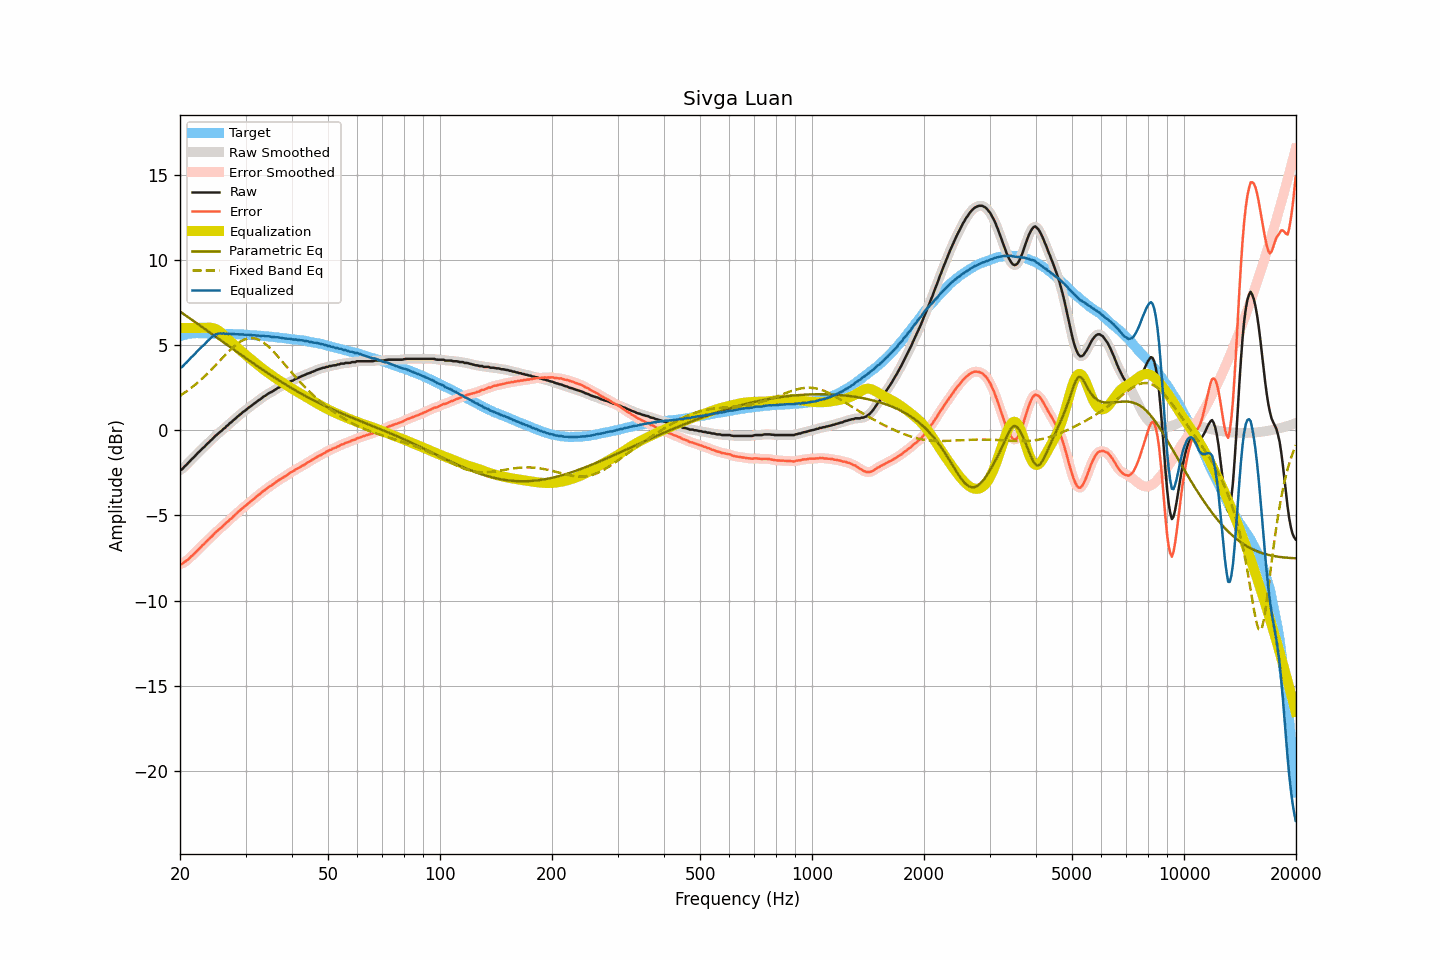 Sivga Luan
Target
Raw Smoothed
Error Smoothed
Raw
Error
Equalization
Parametric Eq
Fixed Band Eq
Equalized
Amplitude (dBr)
15
10
5
0
−5
−10
−15
−20
20 50 100 200 500 1000 2000 5000 10000 20000
Frequency (Hz)